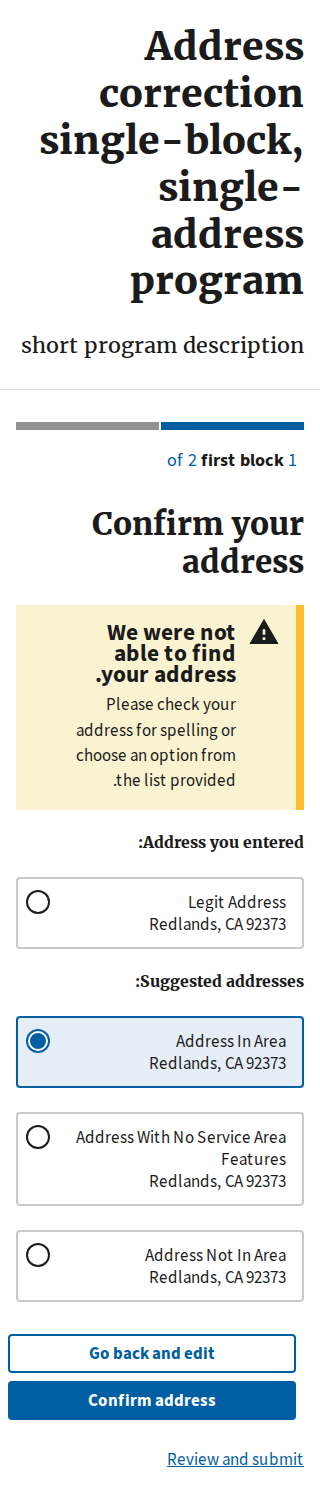 Address
correction
single-block,
single-
address
program
short program description
1 first block of 2
Confirm your
address
We were not
able to find
your address.
Please check your
address for spelling or
choose an option from
the list provided.
Address you entered:
Legit Address
Redlands, CA 92373
Suggested addresses:
Address In Area
Redlands, CA 92373
Address With No Service Area
Features
Redlands, CA 92373
Address Not In Area
Redlands, CA 92373
Go back and edit
Confirm address
Review and submit